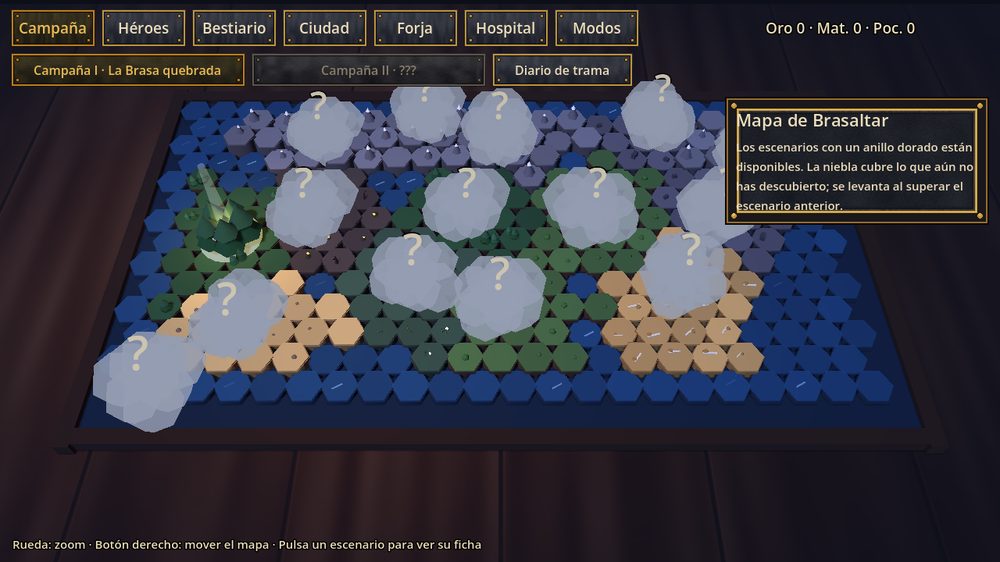 Campaña
Héroes
Bestiario
Ciudad
Forja
Hospital
Modos
Oro 0 · Mat. 0 · Poc. 0
Campaña I · La Brasa quebrada
Campaña II · ???
Diario de trama
?
?
?
?
Mapa de Brasaltar
Los escenarios con un anillo dorado están
disponibles. La niebla cubre lo que aún no
has descubierto; se levanta al superar el
escenario anterior.
?
?
?
?
?
?
?
?
Rueda: zoom · Botón derecho: mover el mapa · Pulsa un escenario para ver su ficha